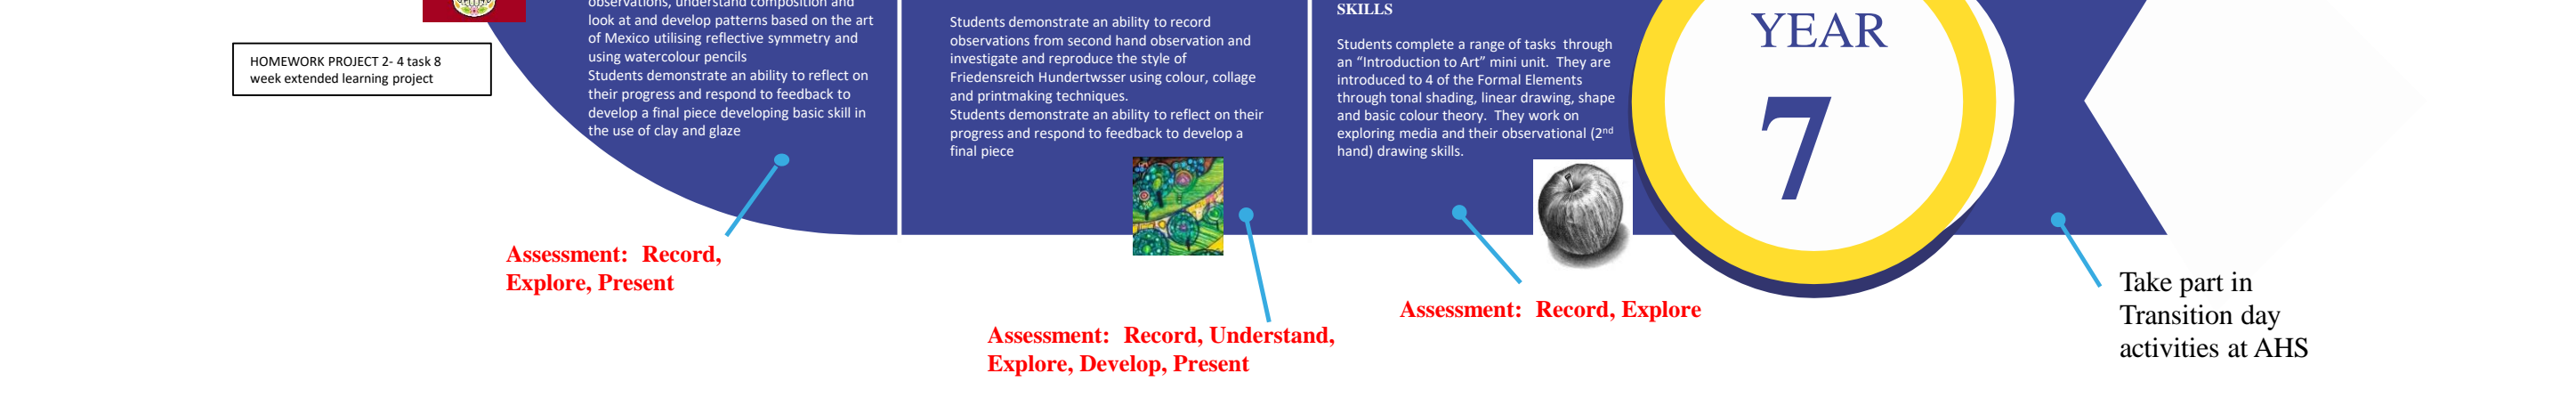 observations, understand composition and
look at and develop patterns based on the art
of Mexico utilising reflective symmetry and
using watercolour pencils
Students demonstrate an ability to reflect on
their progress and respond to feedback to
develop a final piece developing basic skill in
the use of clay and glaze
HOMEWORK PROJECT 2- 4 task 8
week extended learning project
Students demonstrate an ability to record
observations from second hand observation and
investigate and reproduce the style of
Friedensreich Hundertwsser using colour, collage
and printmaking techniques.
Students demonstrate an ability to reflect on their
progress and respond to feedback to develop a
final piece
SKILLS
Students complete a range of tasks through
an “Introduction to Art” mini unit. They are
introduced to 4 of the Formal Elements
through tonal shading, linear drawing, shape
and basic colour theory. They work on
exploring media and their observational (2nd
hand) drawing skills.
YEAR
7
Assessment: Record,
Explore, Present
Assessment: Record, Understand,
Explore, Develop, Present
Assessment: Record, Explore
Take part in
Transition day
activities at AHS